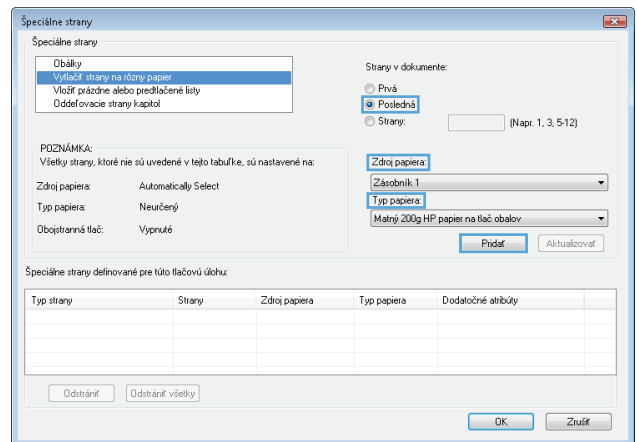 Špeciálne strany
Špeciálne strany
Obálky
Vytlačiť strany na rôzny papier
Vložiť prázdne alebo predtlačené listy
Oddeľovacie strany kapitol
Strany v dokumente:
Prvá
Posledná
Strany:
(Napr. 1, 3, 5-12)
POZNÁMKA:
Všetky strany, ktoré nie sú uvedené v tejto tabuľke, sú nastavené na:
Zdroj papiera: Automatically Select
Typ papiera: Neurčený
Obojstranná tlač: Vypnuté
Zdroj papiera:
Zásobník 1
Typ papiera:
Matný 200g HP papier na tlač obalov
Pridať Aktualizovať
Špeciálne strany definované pre túto tlačovú úlohu:
Typ strany Strany Zdroj papiera Typ papiera Dodatočné atribúty
Odstrániť Odstrániť všetky
OK Zrušiť